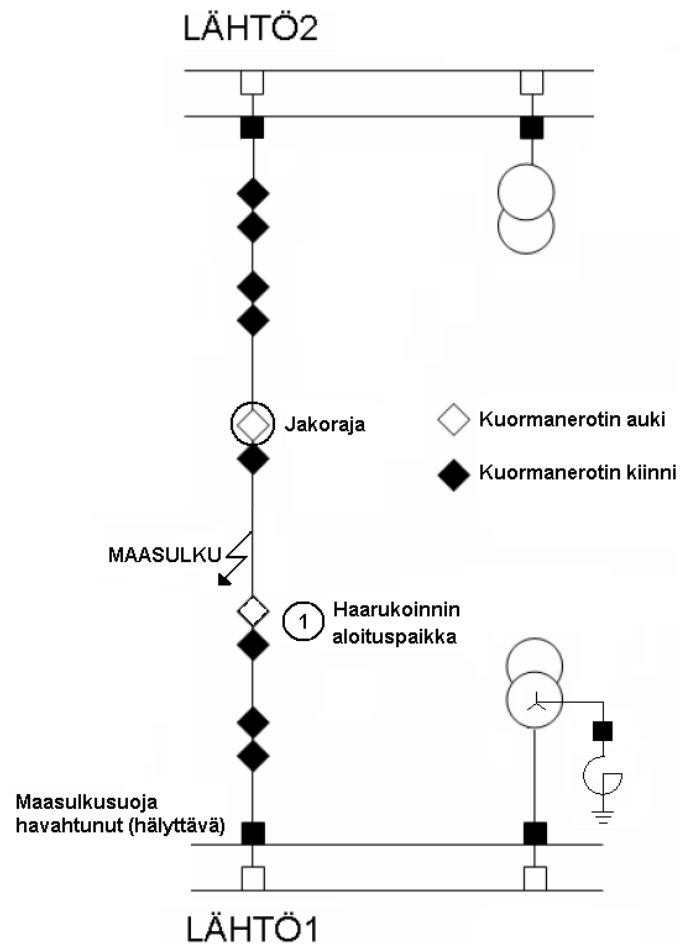 LÄHTÖ2
Jakoraja
Kuormanerotin auki
Kuormanerotin kiinni
MAASULKU
1
Haarukoinnin
aloituspaikka
Maasulkusuoja
havahtunut (hälyttävä)
LÄHTÖ1